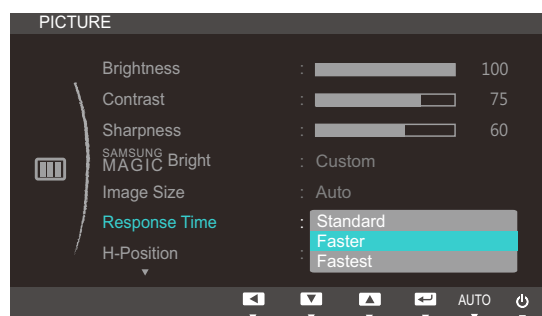 PICTURE
Brightness : 100
Contrast : 75
Sharpness : 60
SAMSUNG
MAGIC Bright : Custom
Image Size : Auto
Response Time : Standard
Faster
H-Position : Fastest
AUTO